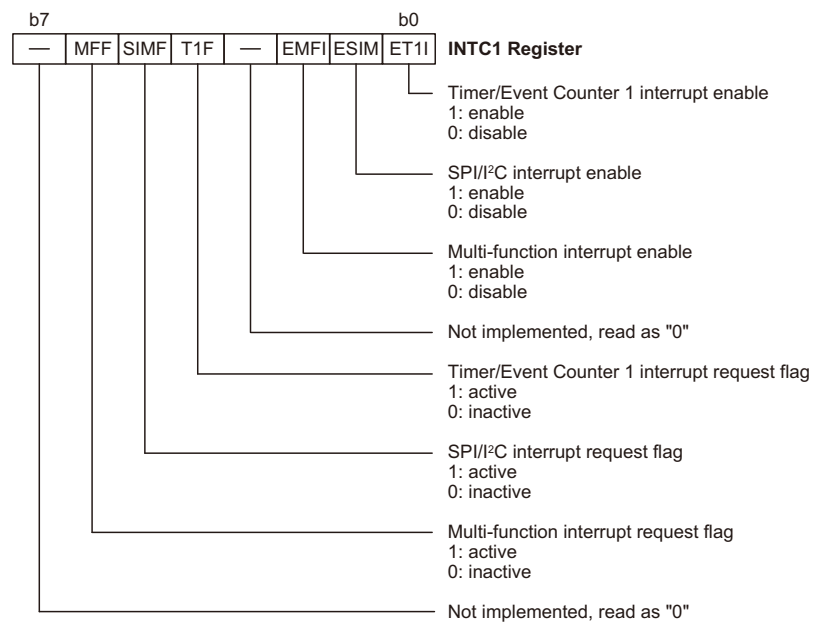 b7 b0
— MFF SIMF T1F — EMFI ESIM ET1I INTC1 Register
Timer/Event Counter 1 interrupt enable
1: enable
0: disable
SPI/I²C interrupt enable
1: enable
0: disable
Multi-function interrupt enable
1: enable
0: disable
Not implemented, read as "0"
Timer/Event Counter 1 interrupt request flag
1: active
0: inactive
SPI/I²C interrupt request flag
1: active
0: inactive
Multi-function interrupt request flag
1: active
0: inactive
Not implemented, read as "0"